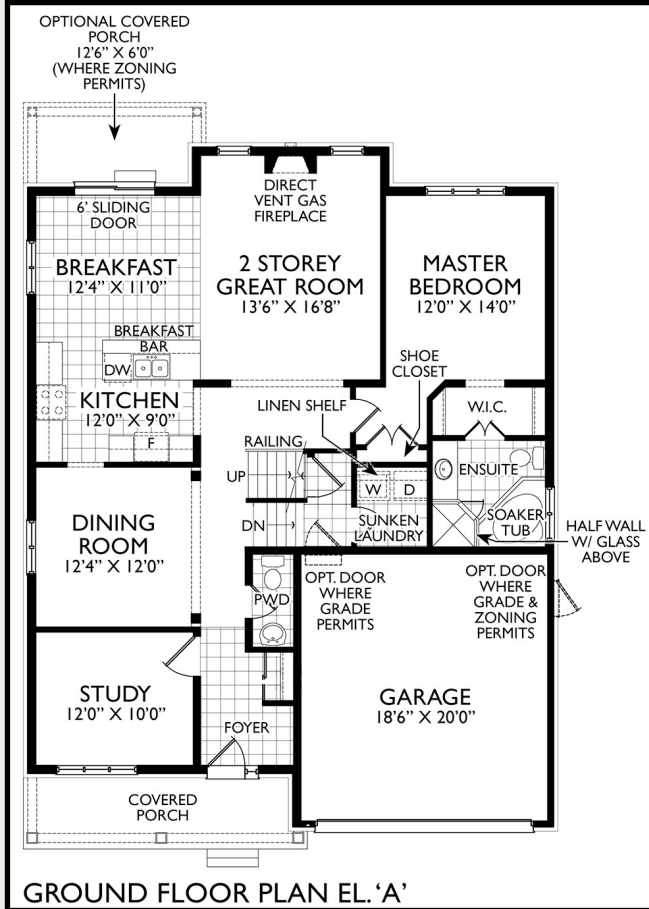 OPTIONAL COVERED
PORCH
12'6" X 6'0"
(WHERE ZONING
PERMITS)
DIRECT
VENT GAS
FIREPLACE
6' SLIDING
DOOR
BREAKFAST
12'4" X 11'0"
2 STOREY
GREAT ROOM
13'6" X 16'8"
MASTER
BEDROOM
12'0" X 14'0"
BREAKFAST
BAR
DW
SHOE
CLOSET
KITCHEN
12'0" X 9'0"
F
LINEN SHELF
W.I.C.
RAILING
UP
W
D
ENSUITE
DN
SUNKEN
LAUNDRY
SOAKER
TUB
HALF WALL
W/ GLASS
ABOVE
DINING
ROOM
12'4" X 12'0"
PWD
OPT. DOOR
WHERE
GRADE
PERMITS
OPT. DOOR
WHERE
GRADE &
ZONING
PERMITS
STUDY
12'0" X 10'0"
FOYER
GARAGE
18'6" X 20'0"
COVERED
PORCH
GROUND FLOOR PLAN EL. 'A'